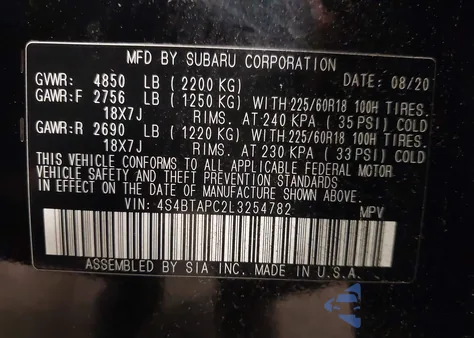 MFD BY SUBARU CORPORATION
GVWR: 4850 LB (2200 KG) DATE: 08/20
GAWR:F 2756 LB (1250 KG) WITH 225/60R18 100H TIRES.
18X7J RIMS. AT 240 KPA (35 PSI) COLD
GAWR:R 2690 LB (1220 KG) WITH 225/60R18 100H TIRES.
18X7J RIMS. AT 230 KPA (33 PSI) COLD
THIS VEHICLE CONFORMS TO ALL APPLICABLE FEDERAL MOTOR
VEHICLE SAFETY AND THEFT PREVENTION STANDARDS
IN EFFECT ON THE DATE OF MANUFACTURE SHOWN ABOVE.
VIN: 4S4BTAPC2L3254782 MPV
ASSEMBLED BY SIA INC. MADE IN U.S.A.